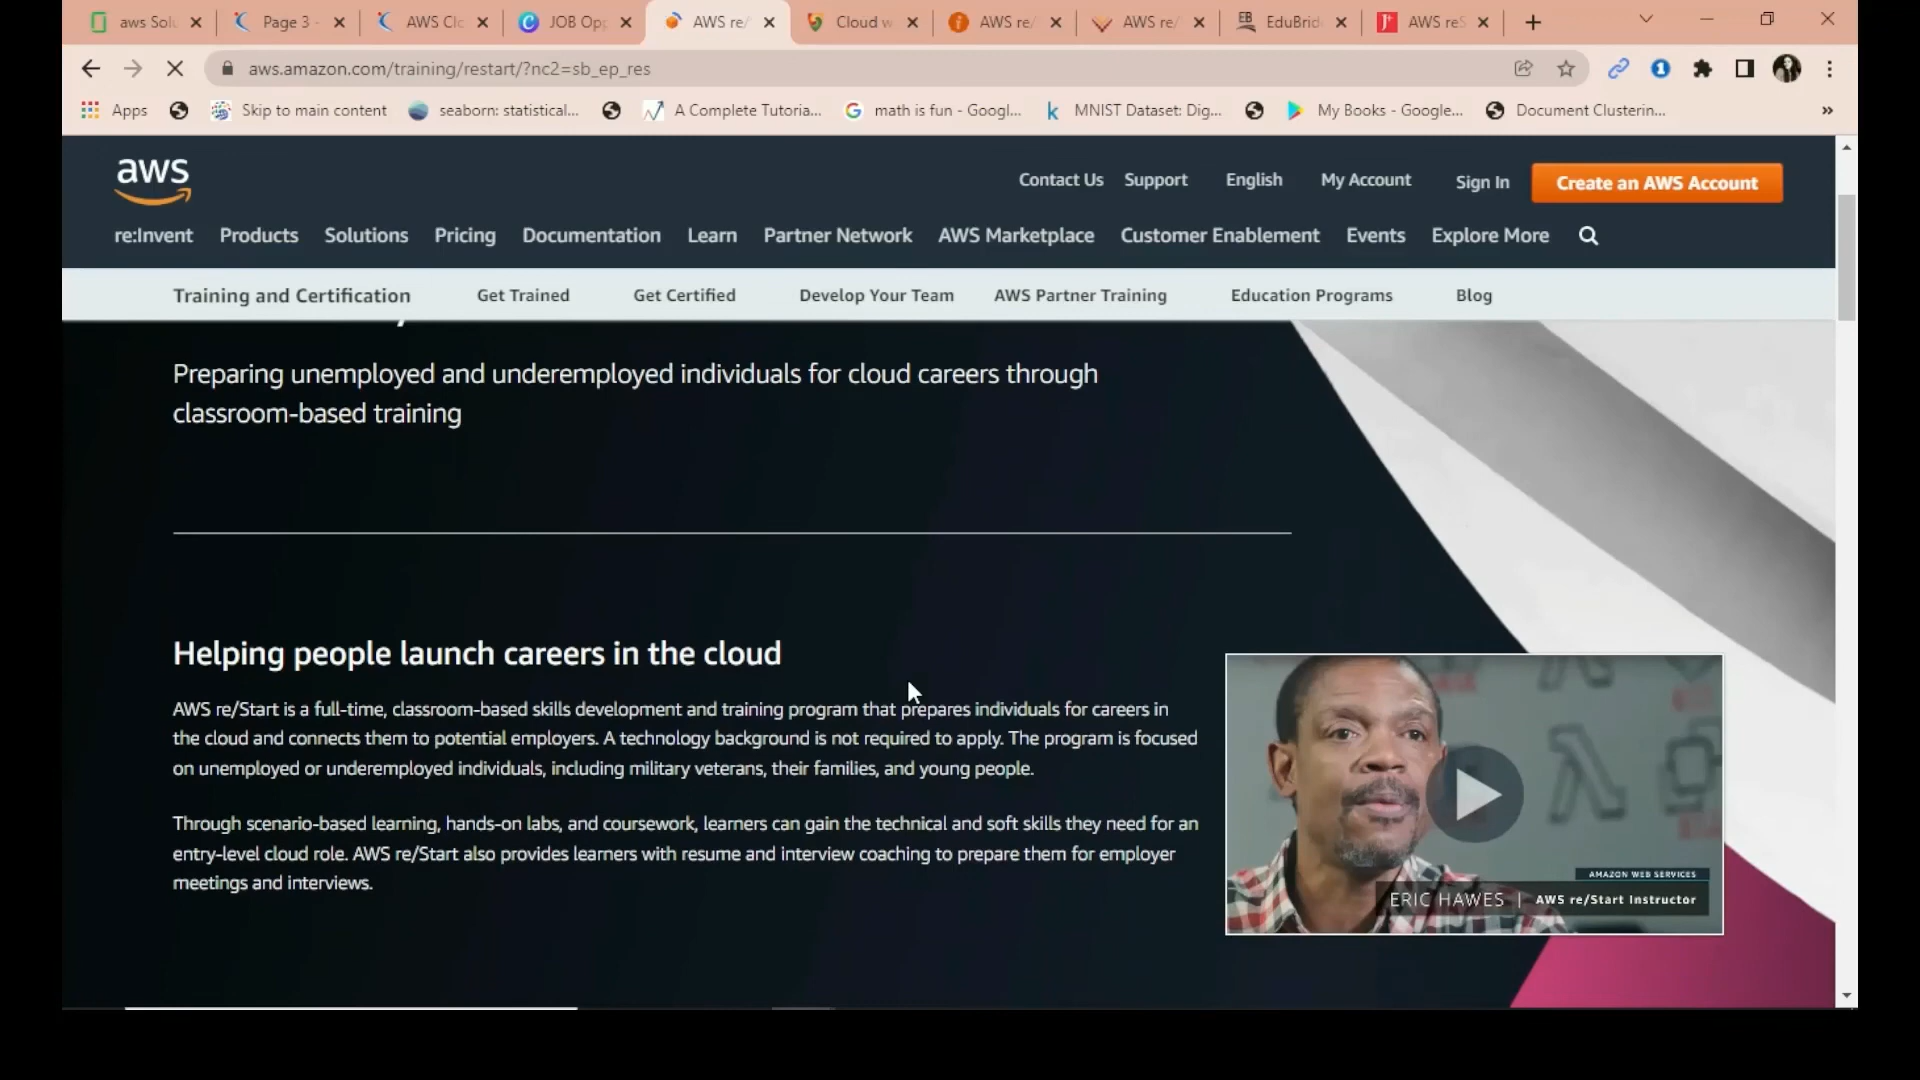 aws Solu
Page 3 -
AWS Clo
JOB Opp
AWS re/
Cloud w
AWS re/
AWS re/
EB
EduBrid
J+
AWS reS
aws.amazon.com/training/restart/?nc2=sb_ep_res
Apps
Skip to main content
seaborn: statistical...
A Complete Tutoria...
math is fun - Googl...
MNIST Dataset: Dig...
My Books - Google...
Document Clusterin...
»
aws
Contact Us
Support
English
My Account
Sign In
Create an AWS Account
re:Invent
Products
Solutions
Pricing
Documentation
Learn
Partner Network
AWS Marketplace
Customer Enablement
Events
Explore More
Training and Certification
Get Trained
Get Certified
Develop Your Team
AWS Partner Training
Education Programs
Blog
Preparing unemployed and underemployed individuals for cloud careers through
classroom-based training
Helping people launch careers in the cloud
AWS re/Start is a full-time, classroom-based skills development and training program that prepares individuals for careers in
the cloud and connects them to potential employers. A technology background is not required to apply. The program is focused
on unemployed or underemployed individuals, including military veterans, their families, and young people.
Through scenario-based learning, hands-on labs, and coursework, learners can gain the technical and soft skills they need for an
entry-level cloud role. AWS re/Start also provides learners with resume and interview coaching to prepare them for employer
meetings and interviews.
AMAZON WEB SERVICES
ERIC HAWES | AWS re/Start Instructor